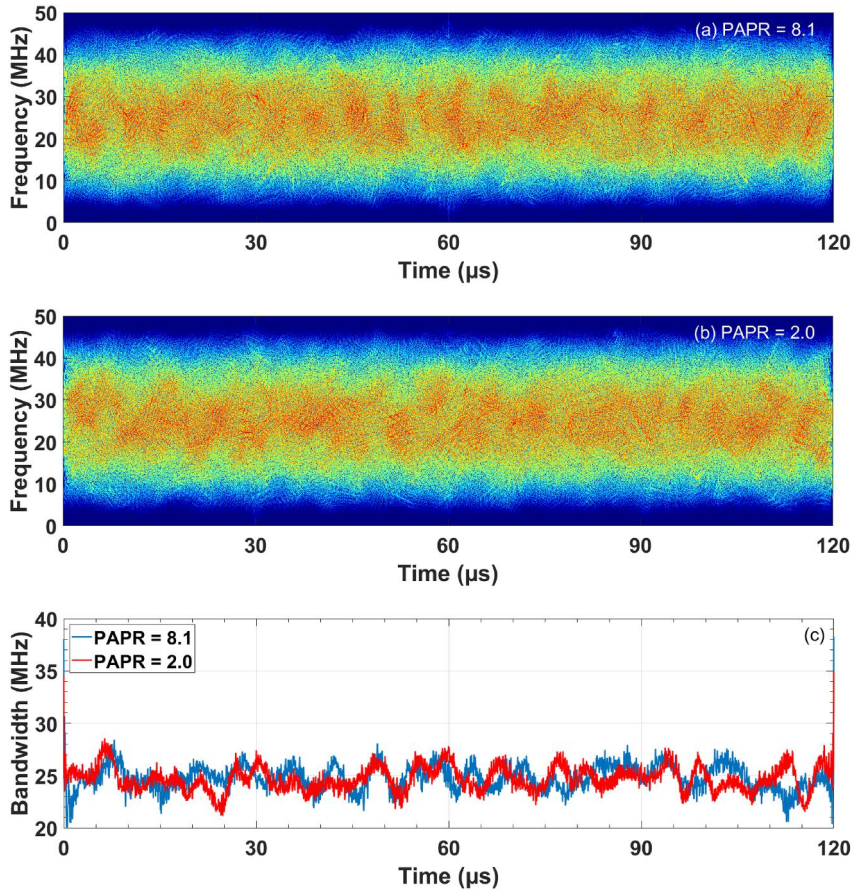 50
(a) PAPR = 8.1
40
30
20
10
0
Frequency (MHz)
0 30 60 90 120
Time (µs)
50
(b) PAPR = 2.0
40
30
20
10
0
Frequency (MHz)
0 30 60 90 120
Time (µs)
40
PAPR = 8.1
(c)
PAPR = 2.0
35
30
25
20
Bandwidth (MHz)
0 30 60 90 120
Time (µs)